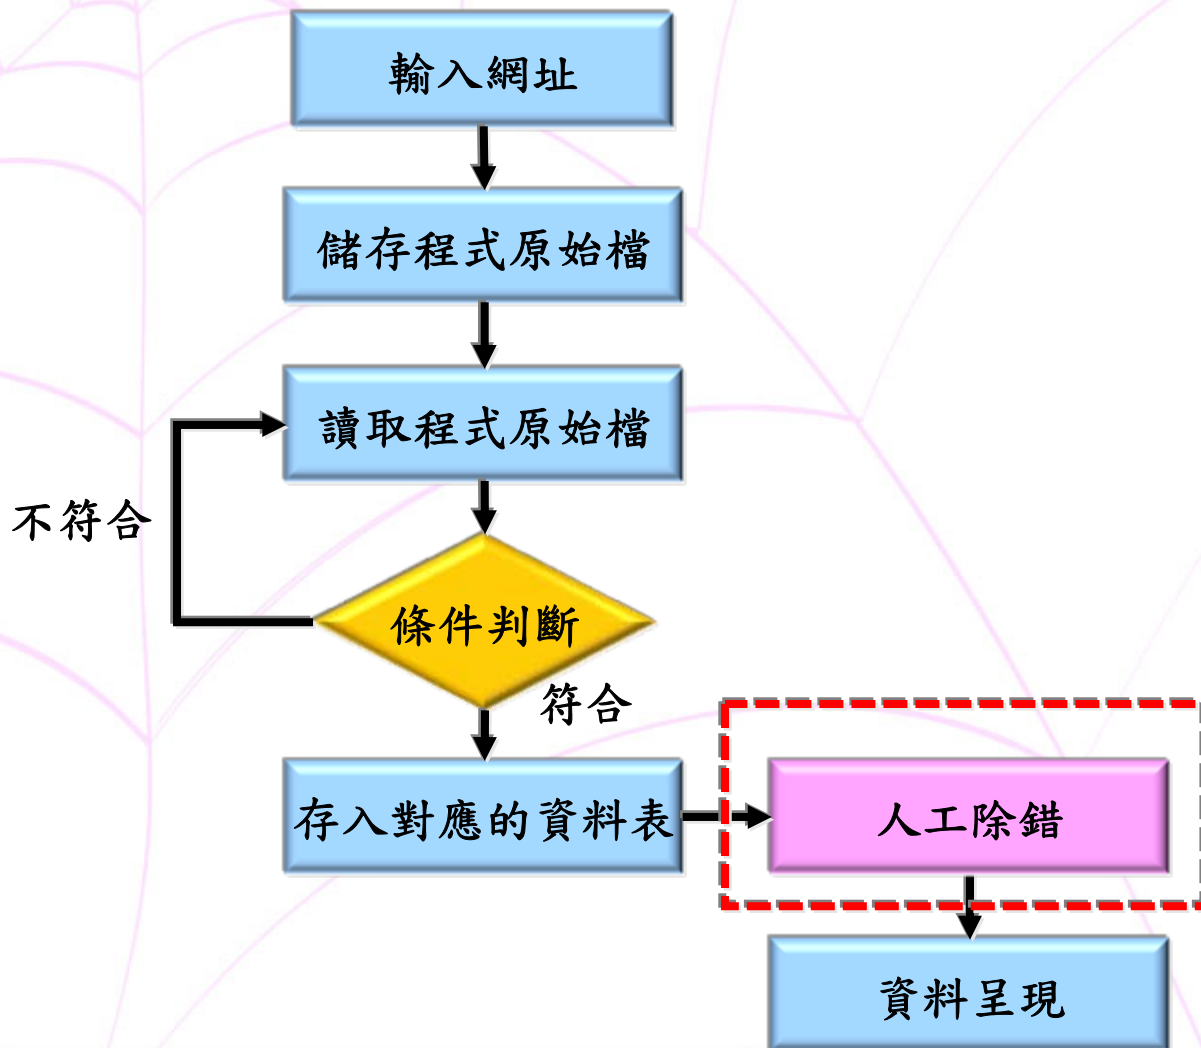 輸入網址
儲存程式原始檔
讀取程式原始檔
不符合
條件判斷
符合
存入對應的資料表
人工除錯
資料呈現